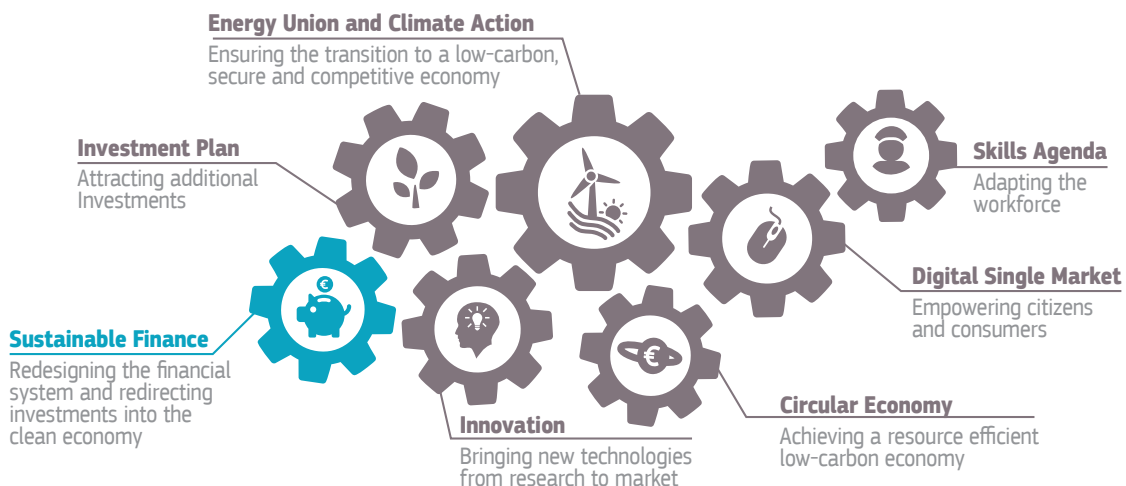 Energy Union and Climate Action
Ensuring the transition to a low-carbon,
secure and competitive economy
Investment Plan
Attracting additional
Investments
Skills Agenda
Adapting the
workforce
Digital Single Market
Empowering citizens
and consumers
€
Sustainable Finance
Redesigning the financial
system and redirecting
investments into the
clean economy
€
Innovation
Bringing new technologies
from research to market
Circular Economy
Achieving a resource efficient
low-carbon economy